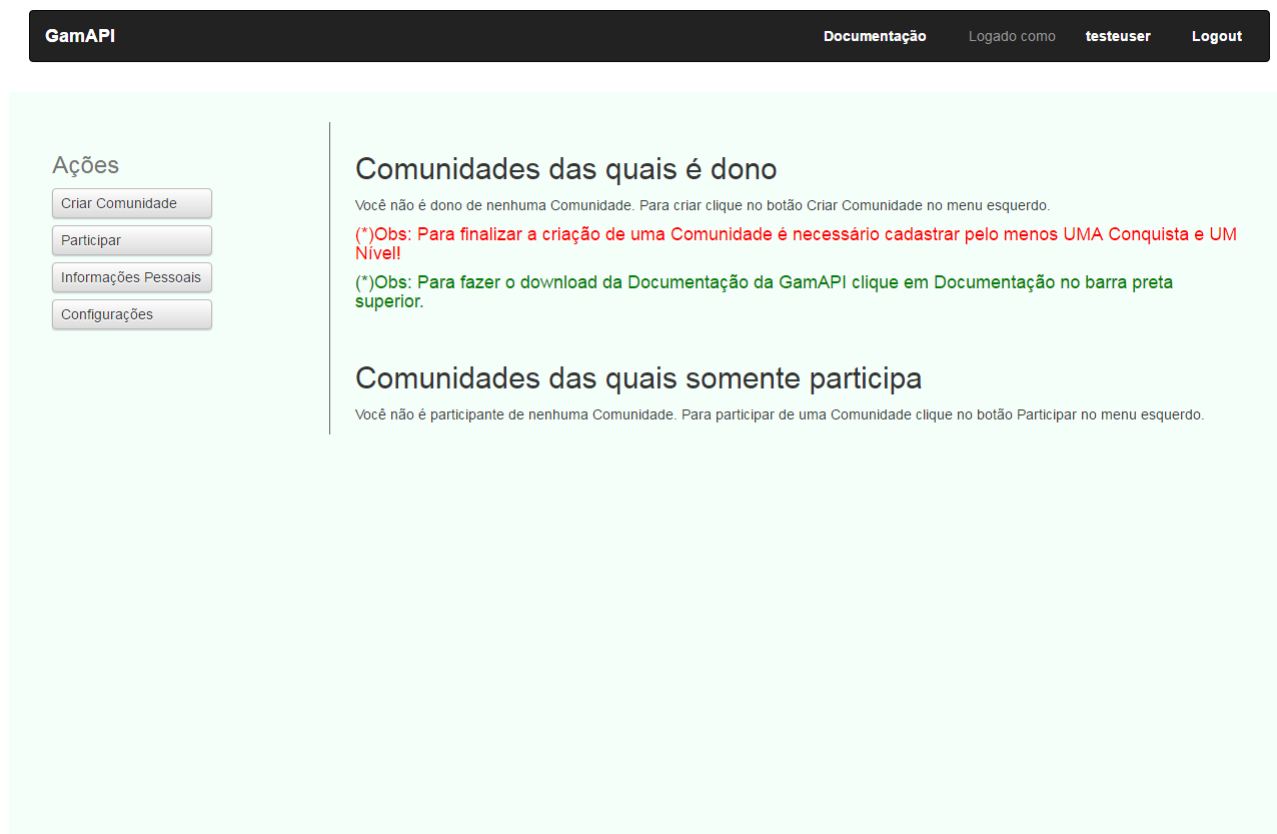 GamAPI
Documentação
Logado como
testeuser
Logout
Ações
Criar Comunidade
Participar
Informações Pessoais
Configurações
Comunidades das quais é dono
Você não é dono de nenhuma Comunidade. Para criar clique no botão Criar Comunidade no menu esquerdo.
(*)Obs: Para finalizar a criação de uma Comunidade é necessário cadastrar pelo menos UMA Conquista e UM
Nível!
(*)Obs: Para fazer o download da Documentação da GamAPI clique em Documentação no barra preta
superior.
Comunidades das quais somente participa
Você não é participante de nenhuma Comunidade. Para participar de uma Comunidade clique no botão Participar no menu esquerdo.